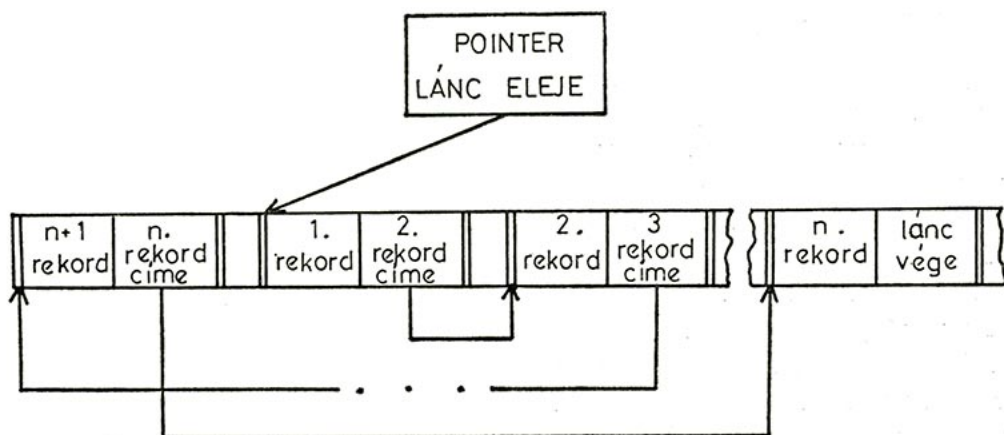 POINTER
LÁNC ELEJE
n+1
rekord
n.
rekord
címe
1.
rekord
2.
rekord
címe
2.
rekord
3
rekord
címe
n.
rekord
lánc
vége